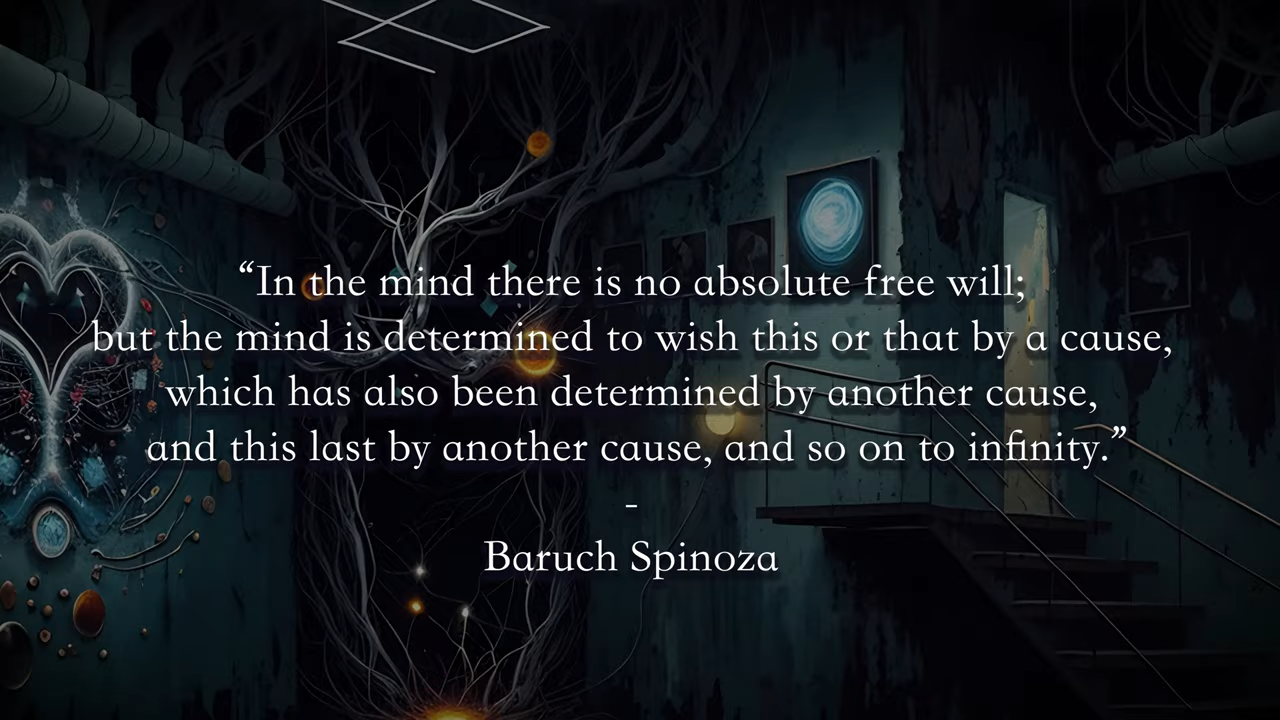 “In the mind there is no absolute free will;
but the mind is determined to wish this or that by a cause,
which has also been determined by another cause,
and this last by another cause, and so on to infinity.”
-
Baruch Spinoza